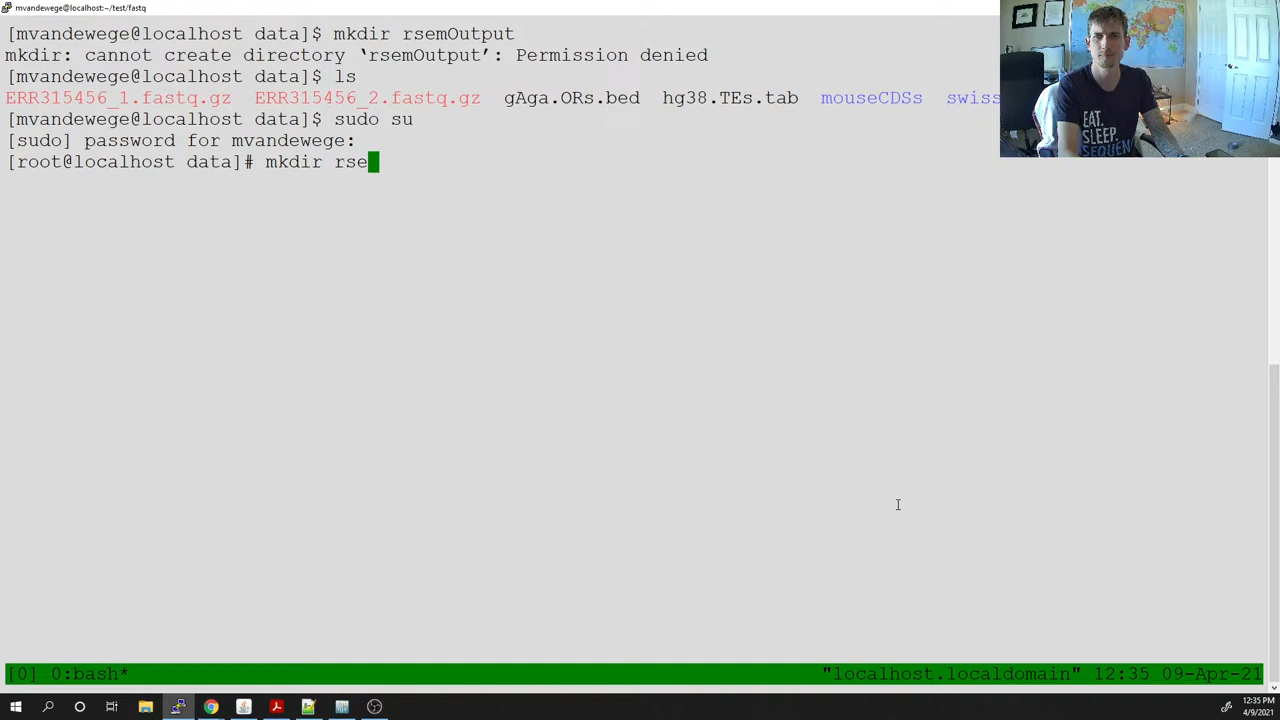 mvandewege@localhost:~/test/fastq
[mvandewege@localhost data]$ mkdir rsemOutput
mkdir: cannot create directory ‘rsemOutput’: Permission denied
[mvandewege@localhost data]$ ls
ERR315456_1.fastq.gz  ERR315456_2.fastq.gz  gAga.ORs.bed  hg38.TEs.tab  mouseCDSs  swiss
[mvandewege@localhost data]$ sudo su
[sudo] password for mvandewege:
[root@localhost data]# mkdir rse
EAT.
SLEEP.
SEQUEN
[0] 0:bash*
"localhost.localdomain" 12:35 09-Apr-21
12:35 PM
4/9/2021